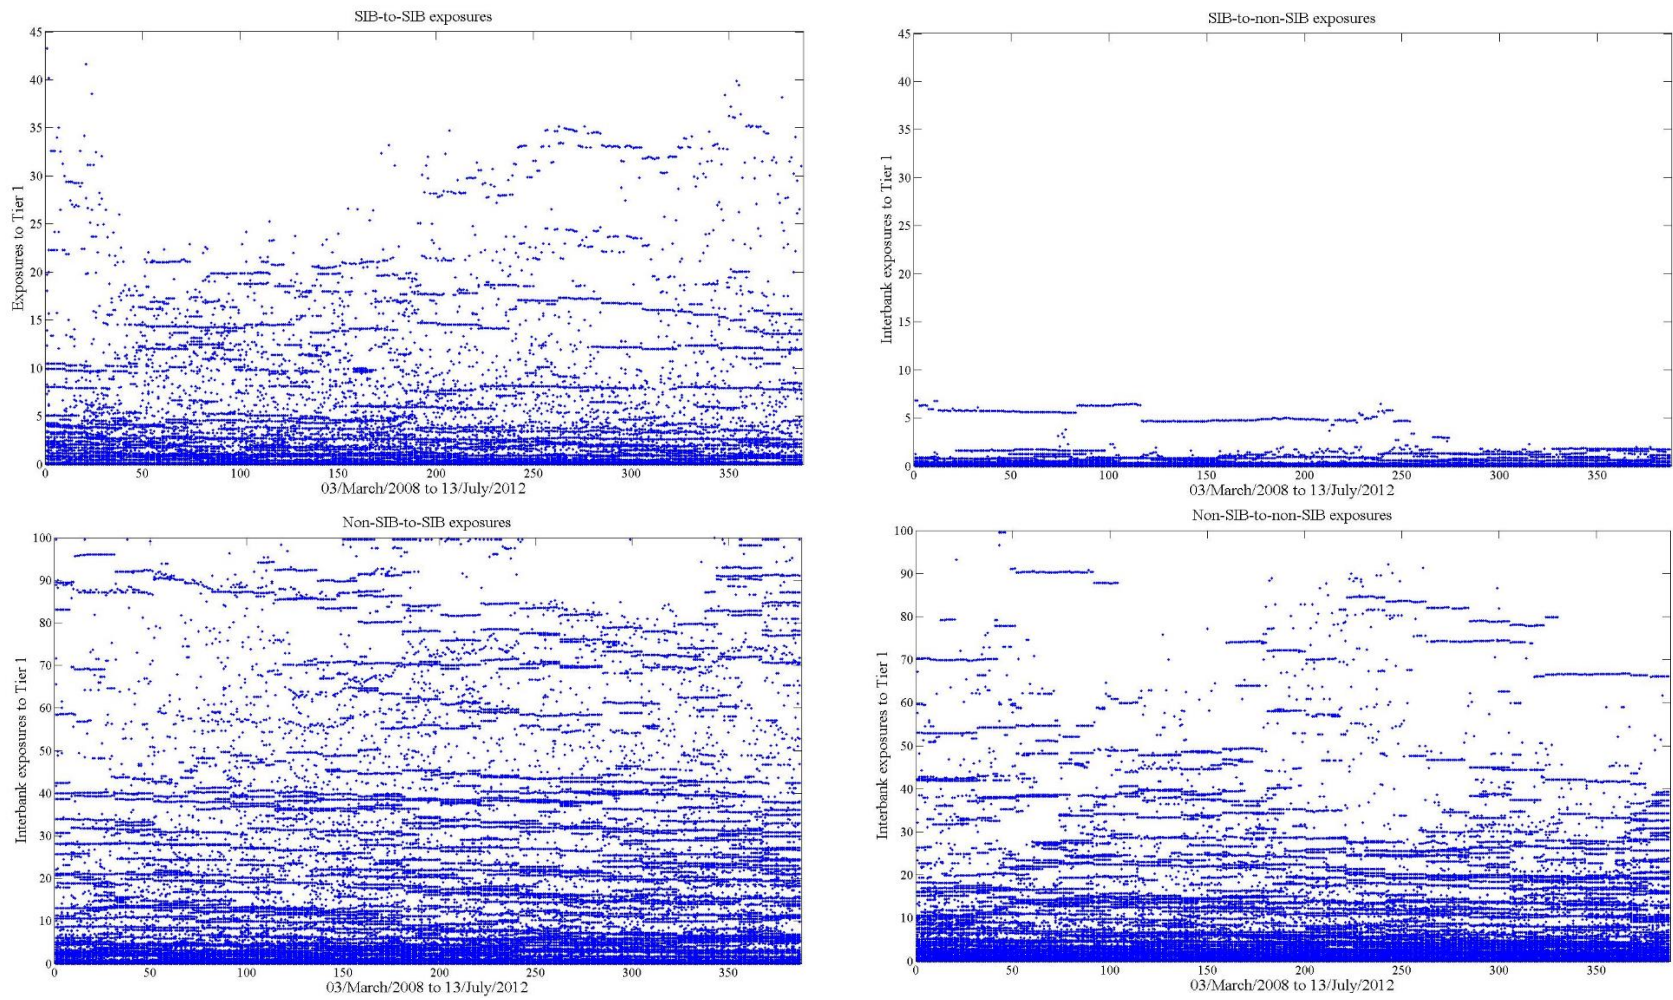 SIB-to-SIB exposures
45
40
35
30
25
20
15
10
5
0
Exposures to Tier 1
0 50 100 150 200 250 300 350
03/March/2008 to 13/July/2012
SIB-to-non-SIB exposures
45
40
35
30
25
20
15
10
5
0
Interbank exposures to Tier 1
0 50 100 150 200 250 300 350
03/March/2008 to 13/July/2012
Non-SIB-to-SIB exposures
100
90
80
70
60
50
40
30
20
10
0
Interbank exposures to Tier 1
0 50 100 150 200 250 300 350
03/March/2008 to 13/July/2012
Non-SIB-to-non-SIB exposures
100
90
80
70
60
50
40
30
20
10
0
Interbank exposures to Tier 1
0 50 100 150 200 250 300 350
03/March/2008 to 13/July/2012